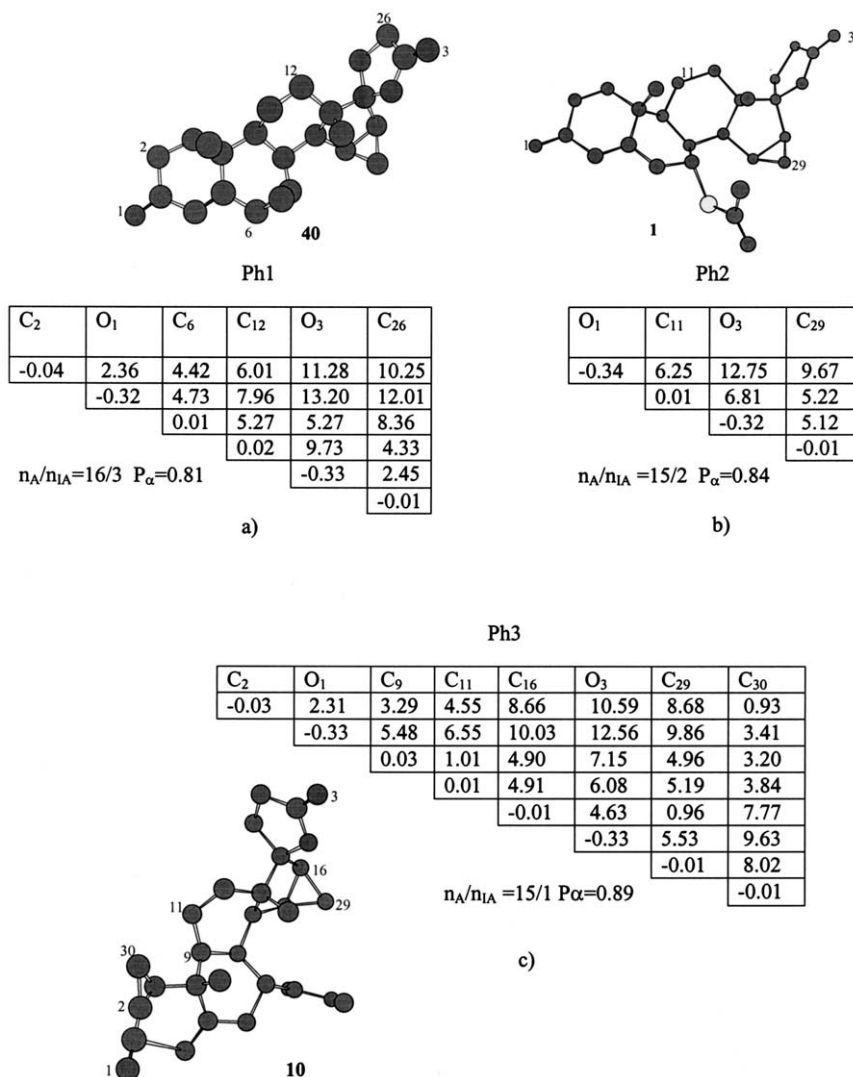 26
3
12
2
1
6
40
Ph1
3
11
1
29
1
Ph2
C₂ O₁ C₆ C₁₂ O₃ C₂₆
-0.04 2.36 4.42 6.01 11.28 10.25
-0.32 4.73 7.96 13.20 12.01
0.01 5.27 5.27 8.36
0.02 9.73 4.33
-0.33 2.45
-0.01
n_A/n_IA=16/3 P_α=0.81
a)
O₁ C₁₁ O₃ C₂₉
-0.34 6.25 12.75 9.67
0.01 6.81 5.22
-0.32 5.12
-0.01
n_A/n_IA =15/2 P_α=0.84
b)
Ph3
C₂ O₁ C₉ C₁₁ C₁₆ O₃ C₂₉ C₃₀
-0.03 2.31 3.29 4.55 8.66 10.59 8.68 0.93
-0.33 5.48 6.55 10.03 12.56 9.86 3.41
0.03 1.01 4.90 7.15 4.96 3.20
0.01 4.91 6.08 5.19 3.84
-0.01 4.63 0.96 7.77
-0.33 5.53 9.63
-0.01 8.02
-0.01
n_A/n_IA=15/1 Pα=0.89
c)
3
16
11
29
30
9
2
1
10